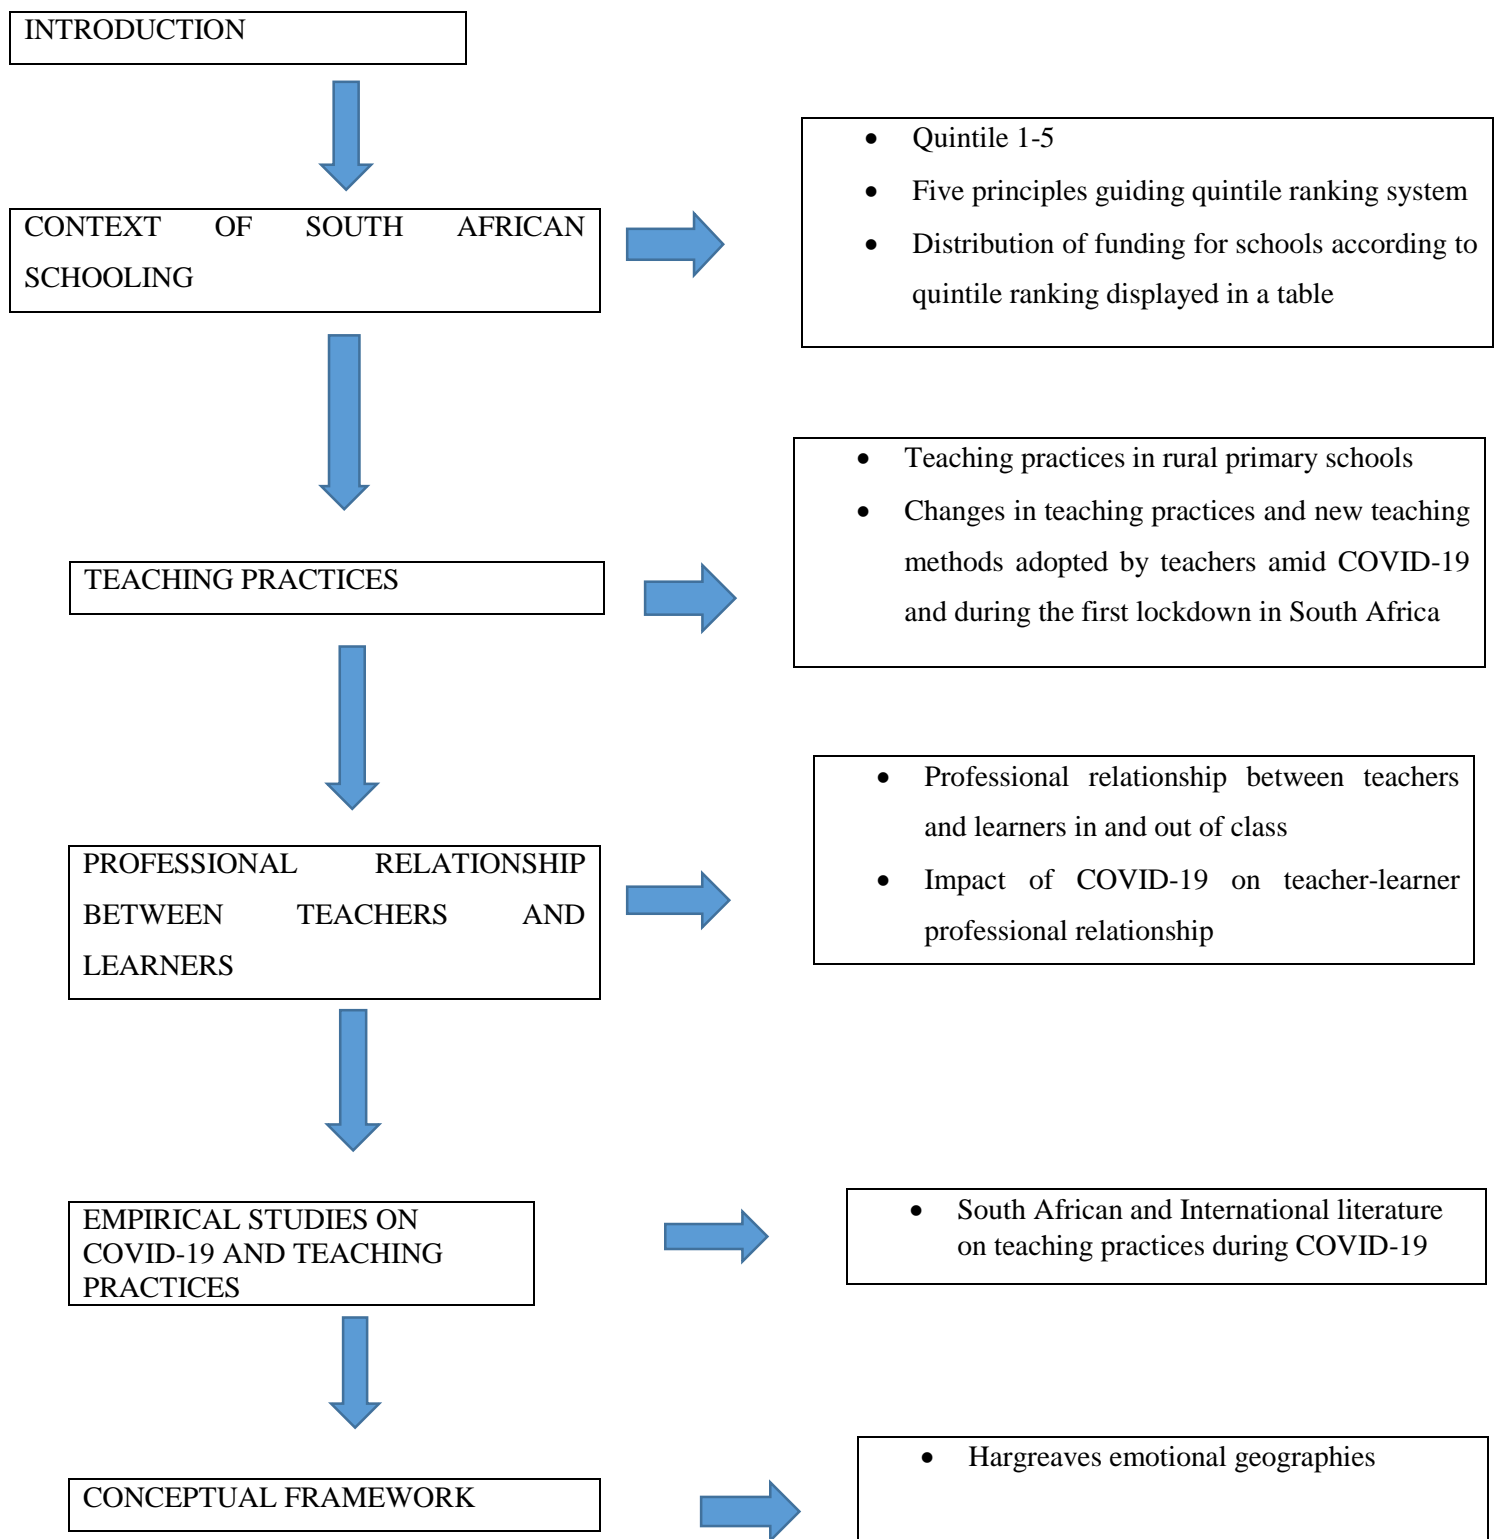 INTRODUCTION
CONTEXT OF SOUTH AFRICAN
SCHOOLING
• Quintile 1-5
• Five principles guiding quintile ranking system
• Distribution of funding for schools according to
quintile ranking displayed in a table
TEACHING PRACTICES
• Teaching practices in rural primary schools
• Changes in teaching practices and new teaching
methods adopted by teachers amid COVID-19
and during the first lockdown in South Africa
PROFESSIONAL RELATIONSHIP
BETWEEN TEACHERS AND
LEARNERS
• Professional relationship between teachers
and learners in and out of class
• Impact of COVID-19 on teacher-learner
professional relationship
EMPIRICAL STUDIES ON
COVID-19 AND TEACHING
PRACTICES
• South African and International literature
on teaching practices during COVID-19
CONCEPTUAL FRAMEWORK
• Hargreaves emotional geographies